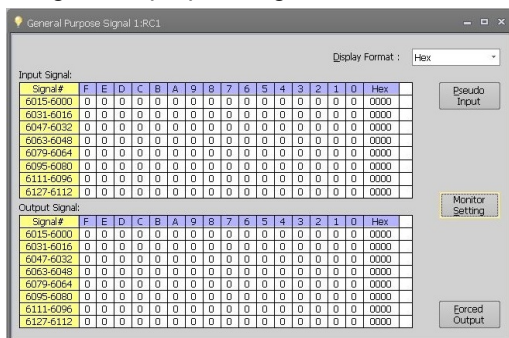 General Purpose Signal 1:RC1
Display Format : Hex
Input Signal:
Signal# F E D C B A 9 8 7 6 5 4 3 2 1 0 Hex
6015-6000 0 0 0 0 0 0 0 0 0 0 0 0 0 0 0 0 0000
6031-6016 0 0 0 0 0 0 0 0 0 0 0 0 0 0 0 0 0000
6047-6032 0 0 0 0 0 0 0 0 0 0 0 0 0 0 0 0 0000
6063-6048 0 0 0 0 0 0 0 0 0 0 0 0 0 0 0 0 0000
6079-6064 0 0 0 0 0 0 0 0 0 0 0 0 0 0 0 0 0000
6095-6080 0 0 0 0 0 0 0 0 0 0 0 0 0 0 0 0 0000
6111-6096 0 0 0 0 0 0 0 0 0 0 0 0 0 0 0 0 0000
6127-6112 0 0 0 0 0 0 0 0 0 0 0 0 0 0 0 0 0000
Pseudo
Input
Output Signal:
Signal# F E D C B A 9 8 7 6 5 4 3 2 1 0 Hex
6015-6000 0 0 0 0 0 0 0 0 0 0 0 0 0 0 0 0 0000
6031-6016 0 0 0 0 0 0 0 0 0 0 0 0 0 0 0 0 0000
6047-6032 0 0 0 0 0 0 0 0 0 0 0 0 0 0 0 0 0000
6063-6048 0 0 0 0 0 0 0 0 0 0 0 0 0 0 0 0 0000
6079-6064 0 0 0 0 0 0 0 0 0 0 0 0 0 0 0 0 0000
6095-6080 0 0 0 0 0 0 0 0 0 0 0 0 0 0 0 0 0000
6111-6096 0 0 0 0 0 0 0 0 0 0 0 0 0 0 0 0 0000
6127-6112 0 0 0 0 0 0 0 0 0 0 0 0 0 0 0 0 0000
Monitor
Setting
Forced
Output